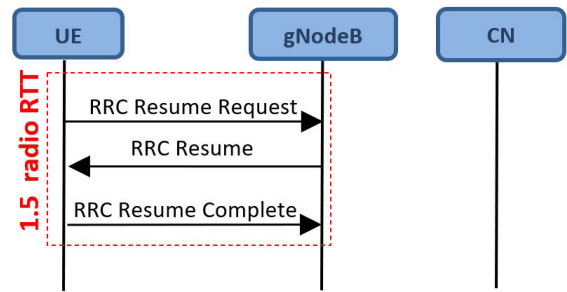 UE
gNodeB
CN
1.5 radio RTT
RRC Resume Request
RRC Resume
RRC Resume Complete